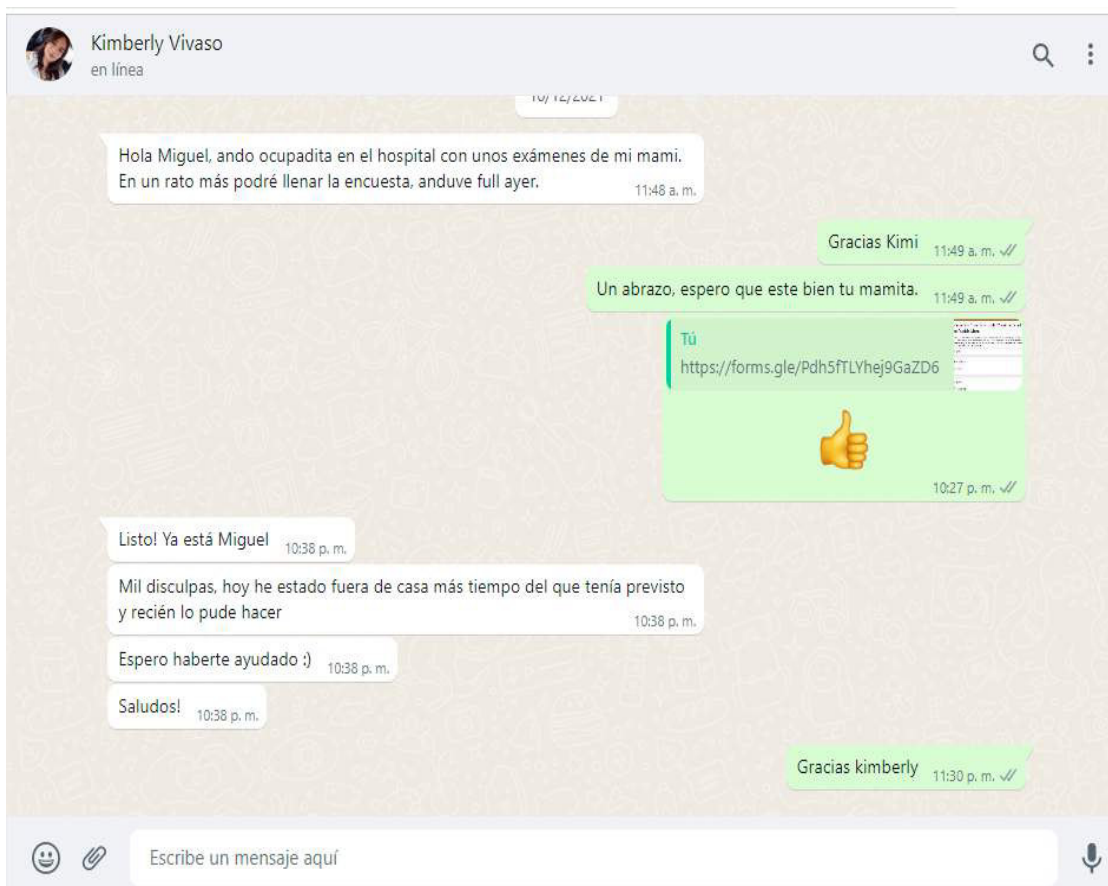 Kimberly Vivaso
en línea
10/12/2021
Hola Miguel, ando ocupadita en el hospital con unos exámenes de mi mami.
En un rato más podré llenar la encuesta, anduve full ayer.
11:48 a. m.
Gracias Kimi 11:49 a. m.
Un abrazo, espero que este bien tu mamita. 11:49 a. m.
Tú
https://forms.gle/Pdh5fTLYhej9GaZD6
10:27 p. m.
Listo! Ya está Miguel 10:38 p. m.
Mil disculpas, hoy he estado fuera de casa más tiempo del que tenía previsto
y recién lo pude hacer
10:38 p. m.
Espero haberte ayudado :) 10:38 p. m.
Saludos! 10:38 p. m.
Gracias kimberly 11:30 p. m.
Escribe un mensaje aquí